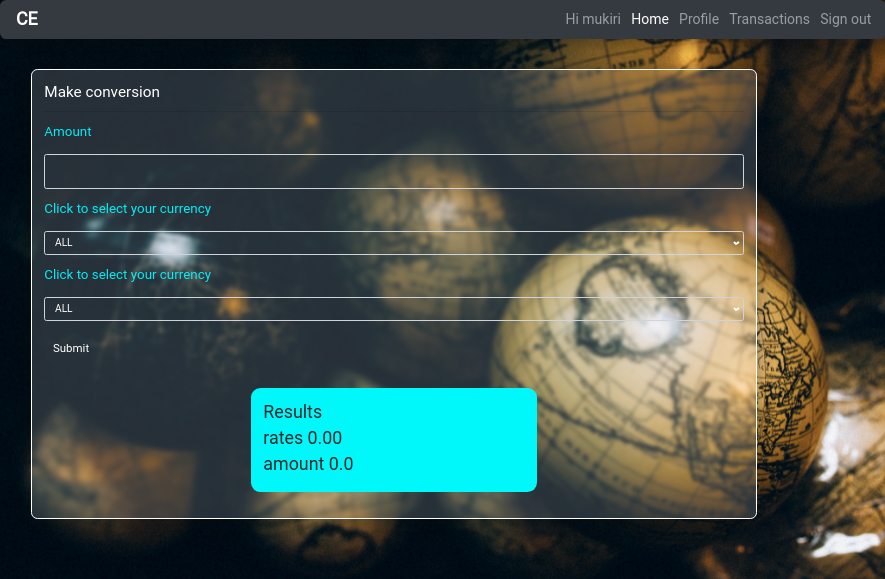 CE
Hi mukiri Home Profile Transactions Sign out
Make conversion
Amount
Click to select your currency
ALL
Click to select your currency
ALL
Submit
Results
rates 0.00
amount 0.0